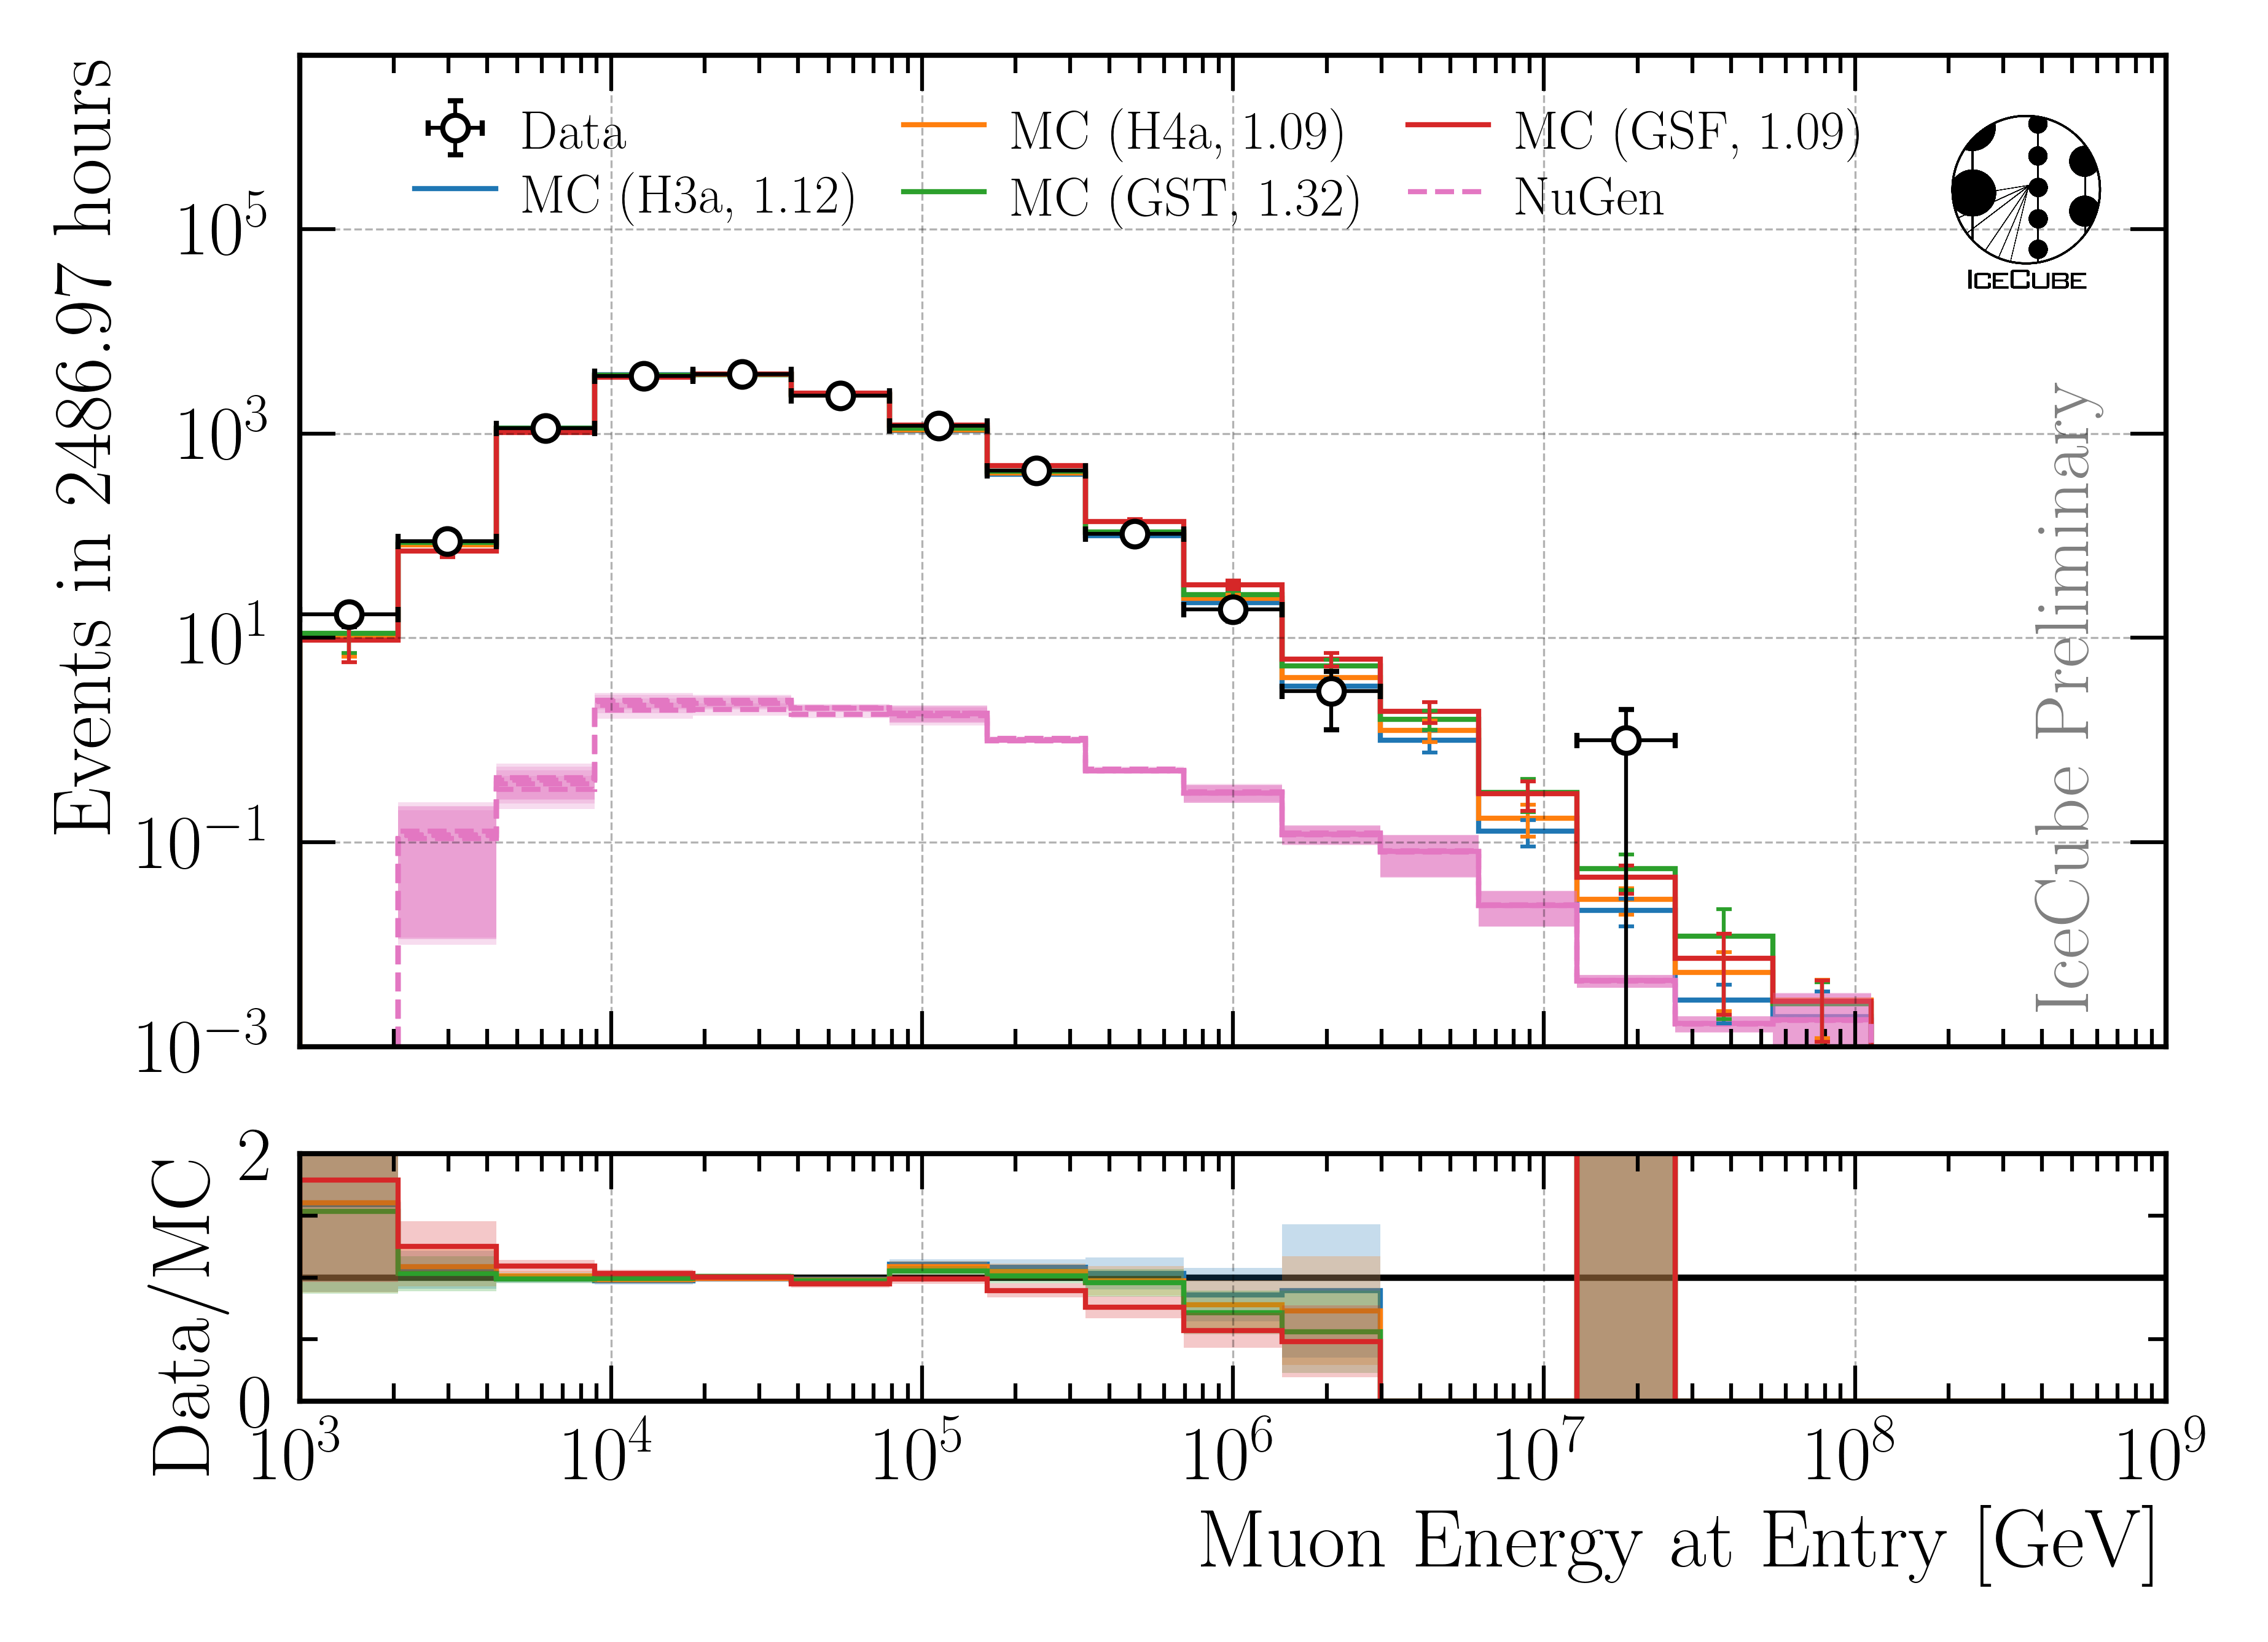 Events in 2486.97 hours
10^5
10^3
10^1
10^−1
10^−3
Data
MC (H3a, 1.12)
MC (H4a, 1.09)
MC (GST, 1.32)
MC (GSF, 1.09)
NuGen
ICECUBE
IceCube Preliminary
Data/MC
2
0
10^3 10^4 10^5 10^6 10^7 10^8 10^9
Muon Energy at Entry [GeV]